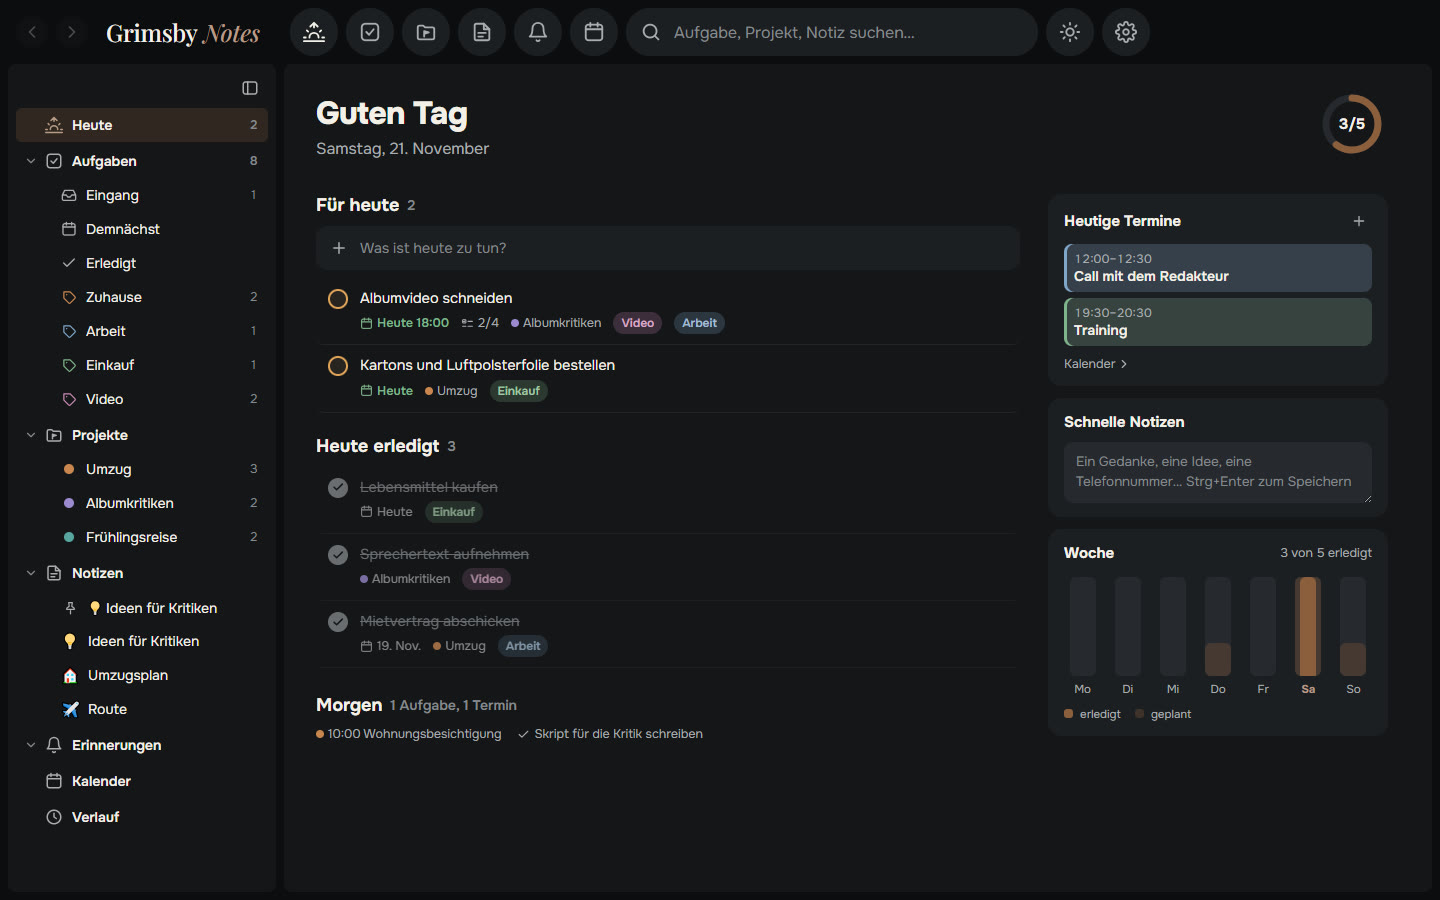 Grimsby Notes
Aufgabe, Projekt, Notiz suchen...
Heute 2
Aufgaben 8
Eingang 1
Demnächst
Erledigt
Zuhause 2
Arbeit 1
Einkauf 1
Video 2
Projekte
Umzug 3
Albumkritiken 2
Frühlingsreise 2
Notizen
Ideen für Kritiken
Ideen für Kritiken
Umzugsplan
Route
Erinnerungen
Kalender
Verlauf
Guten Tag
Samstag, 21. November
3/5
Für heute 2
Was ist heute zu tun?
Albumvideo schneiden
Heute 18:00 2/4 Albumkritiken Video Arbeit
Kartons und Luftpolsterfolie bestellen
Heute Umzug Einkauf
Heute erledigt 3
Lebensmittel kaufen
Heute Einkauf
Sprechertext aufnehmen
Albumkritiken Video
Mietvertrag abschicken
19. Nov. Umzug Arbeit
Morgen 1 Aufgabe, 1 Termin
10:00 Wohnungsbesichtigung Skript für die Kritik schreiben
Heutige Termine
12:00–12:30
Call mit dem Redakteur
19:30–20:30
Training
Kalender
Schnelle Notizen
Ein Gedanke, eine Idee, eine
Telefonnummer... Strg+Enter zum Speichern
Woche 3 von 5 erledigt
Mo Di Mi Do Fr Sa So
erledigt geplant